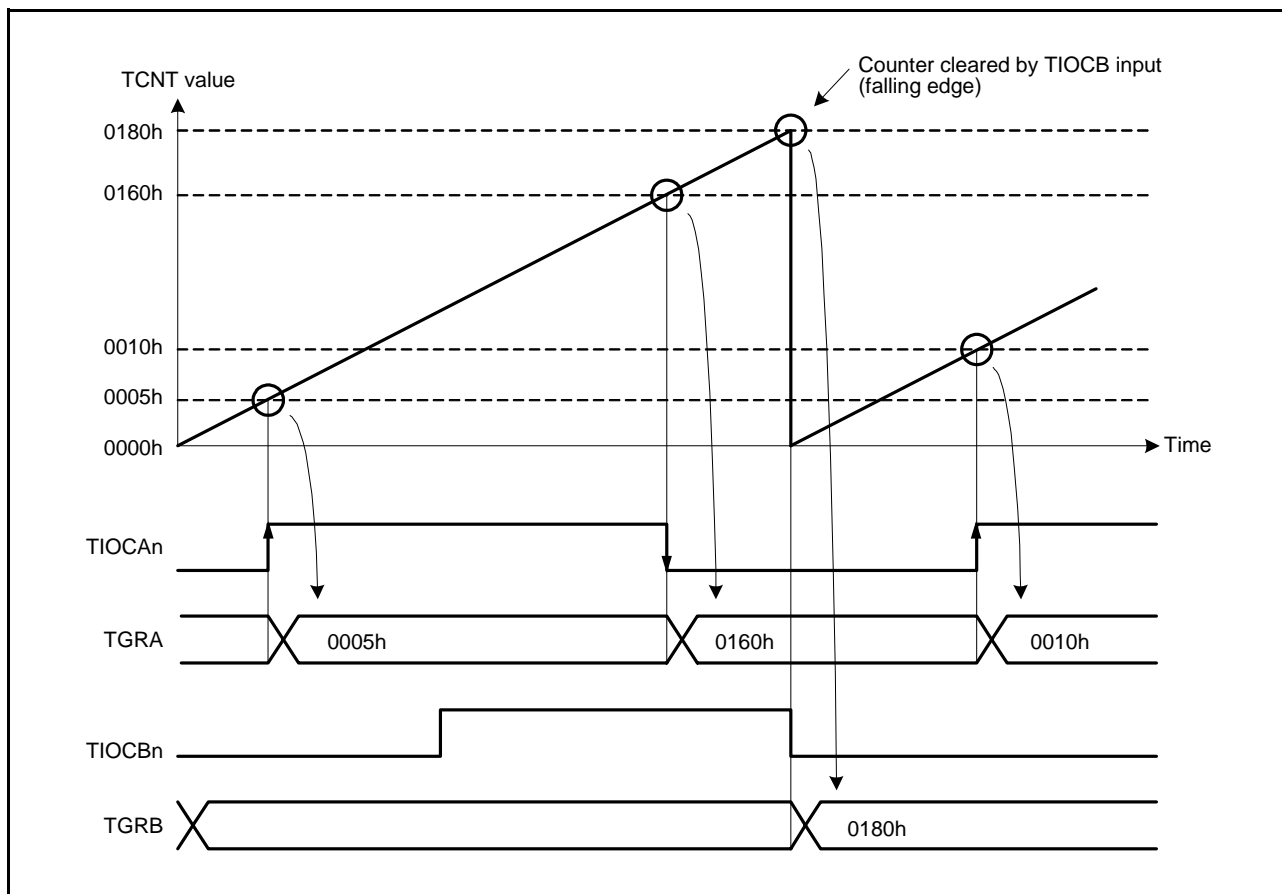 Counter cleared by TIOCB input
(falling edge)
TCNT value
0180h
0160h
0010h
0005h
0000h
Time
TIOCAn
TGRA
0005h
0160h
0010h
TIOCBn
TGRB
0180h